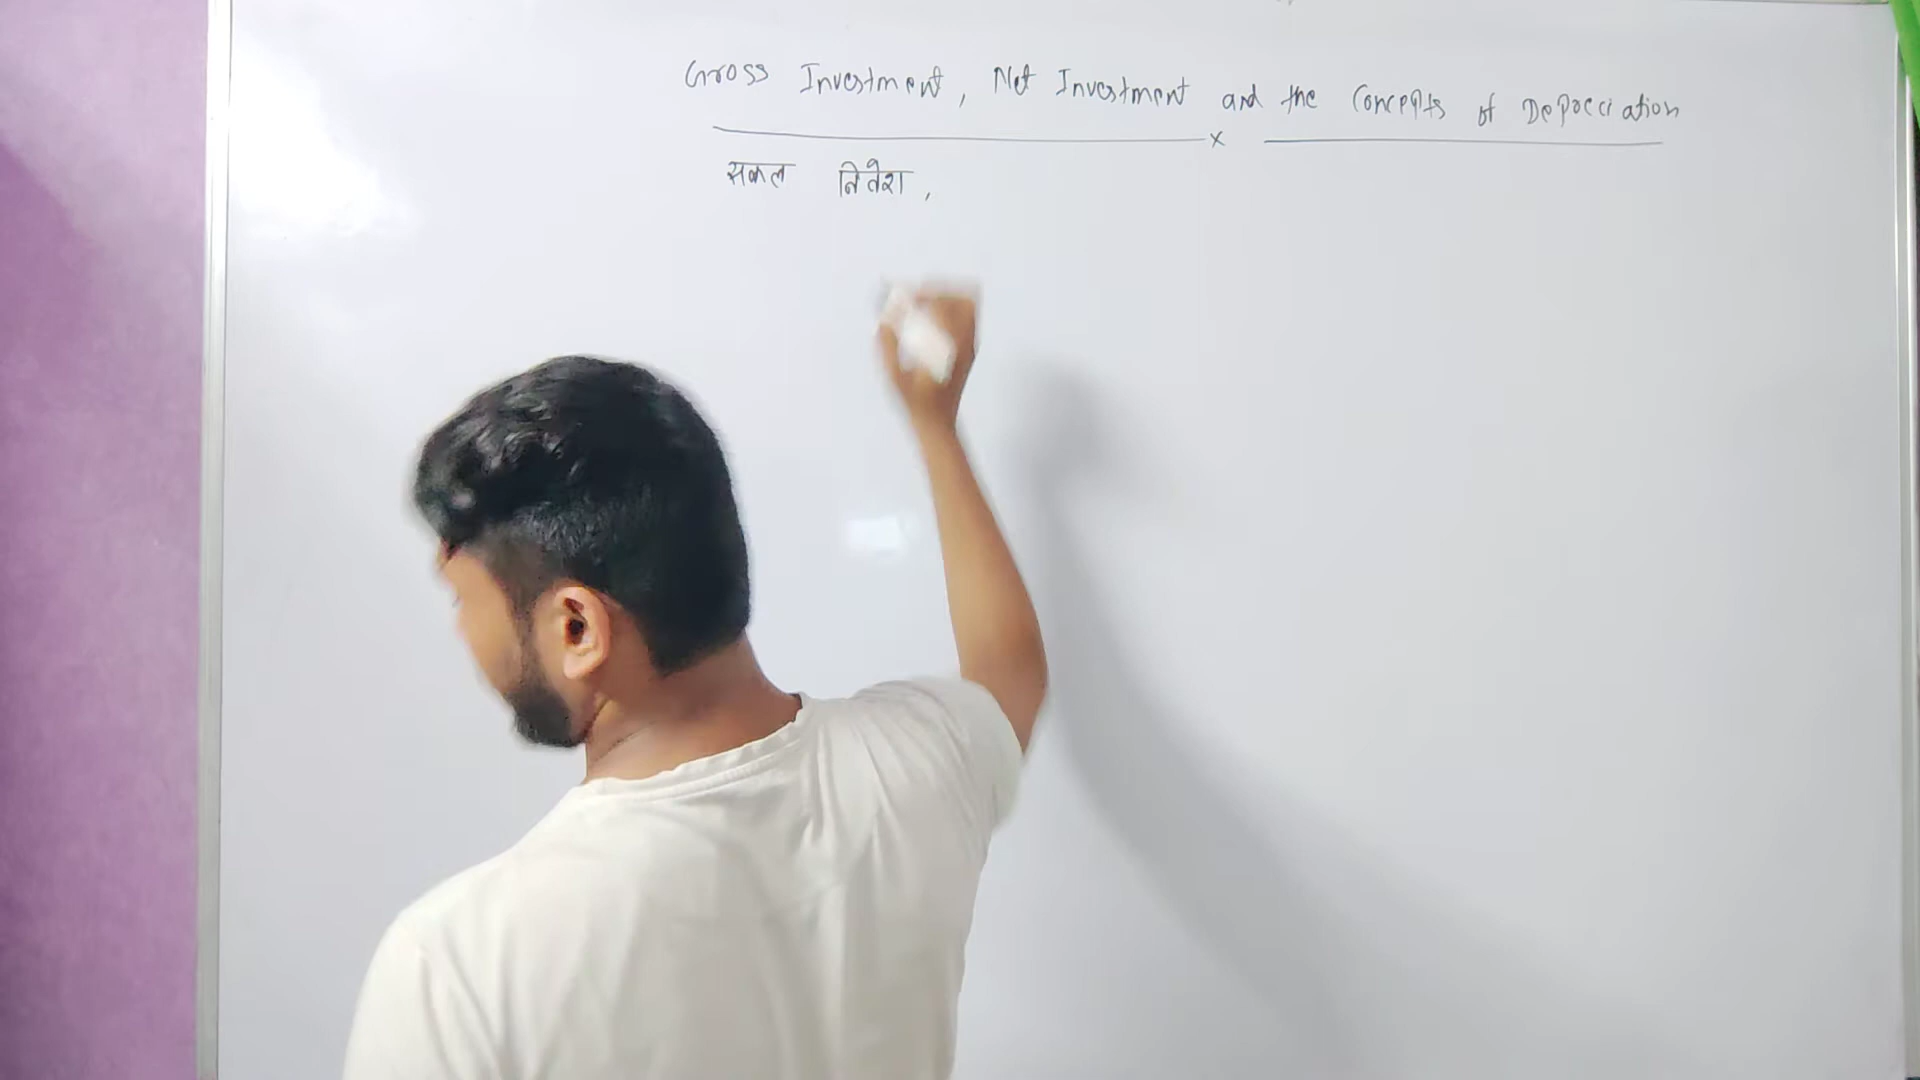 Gross Investment, Net Investment and the Concepts of Depreciation
सकल निवेश,